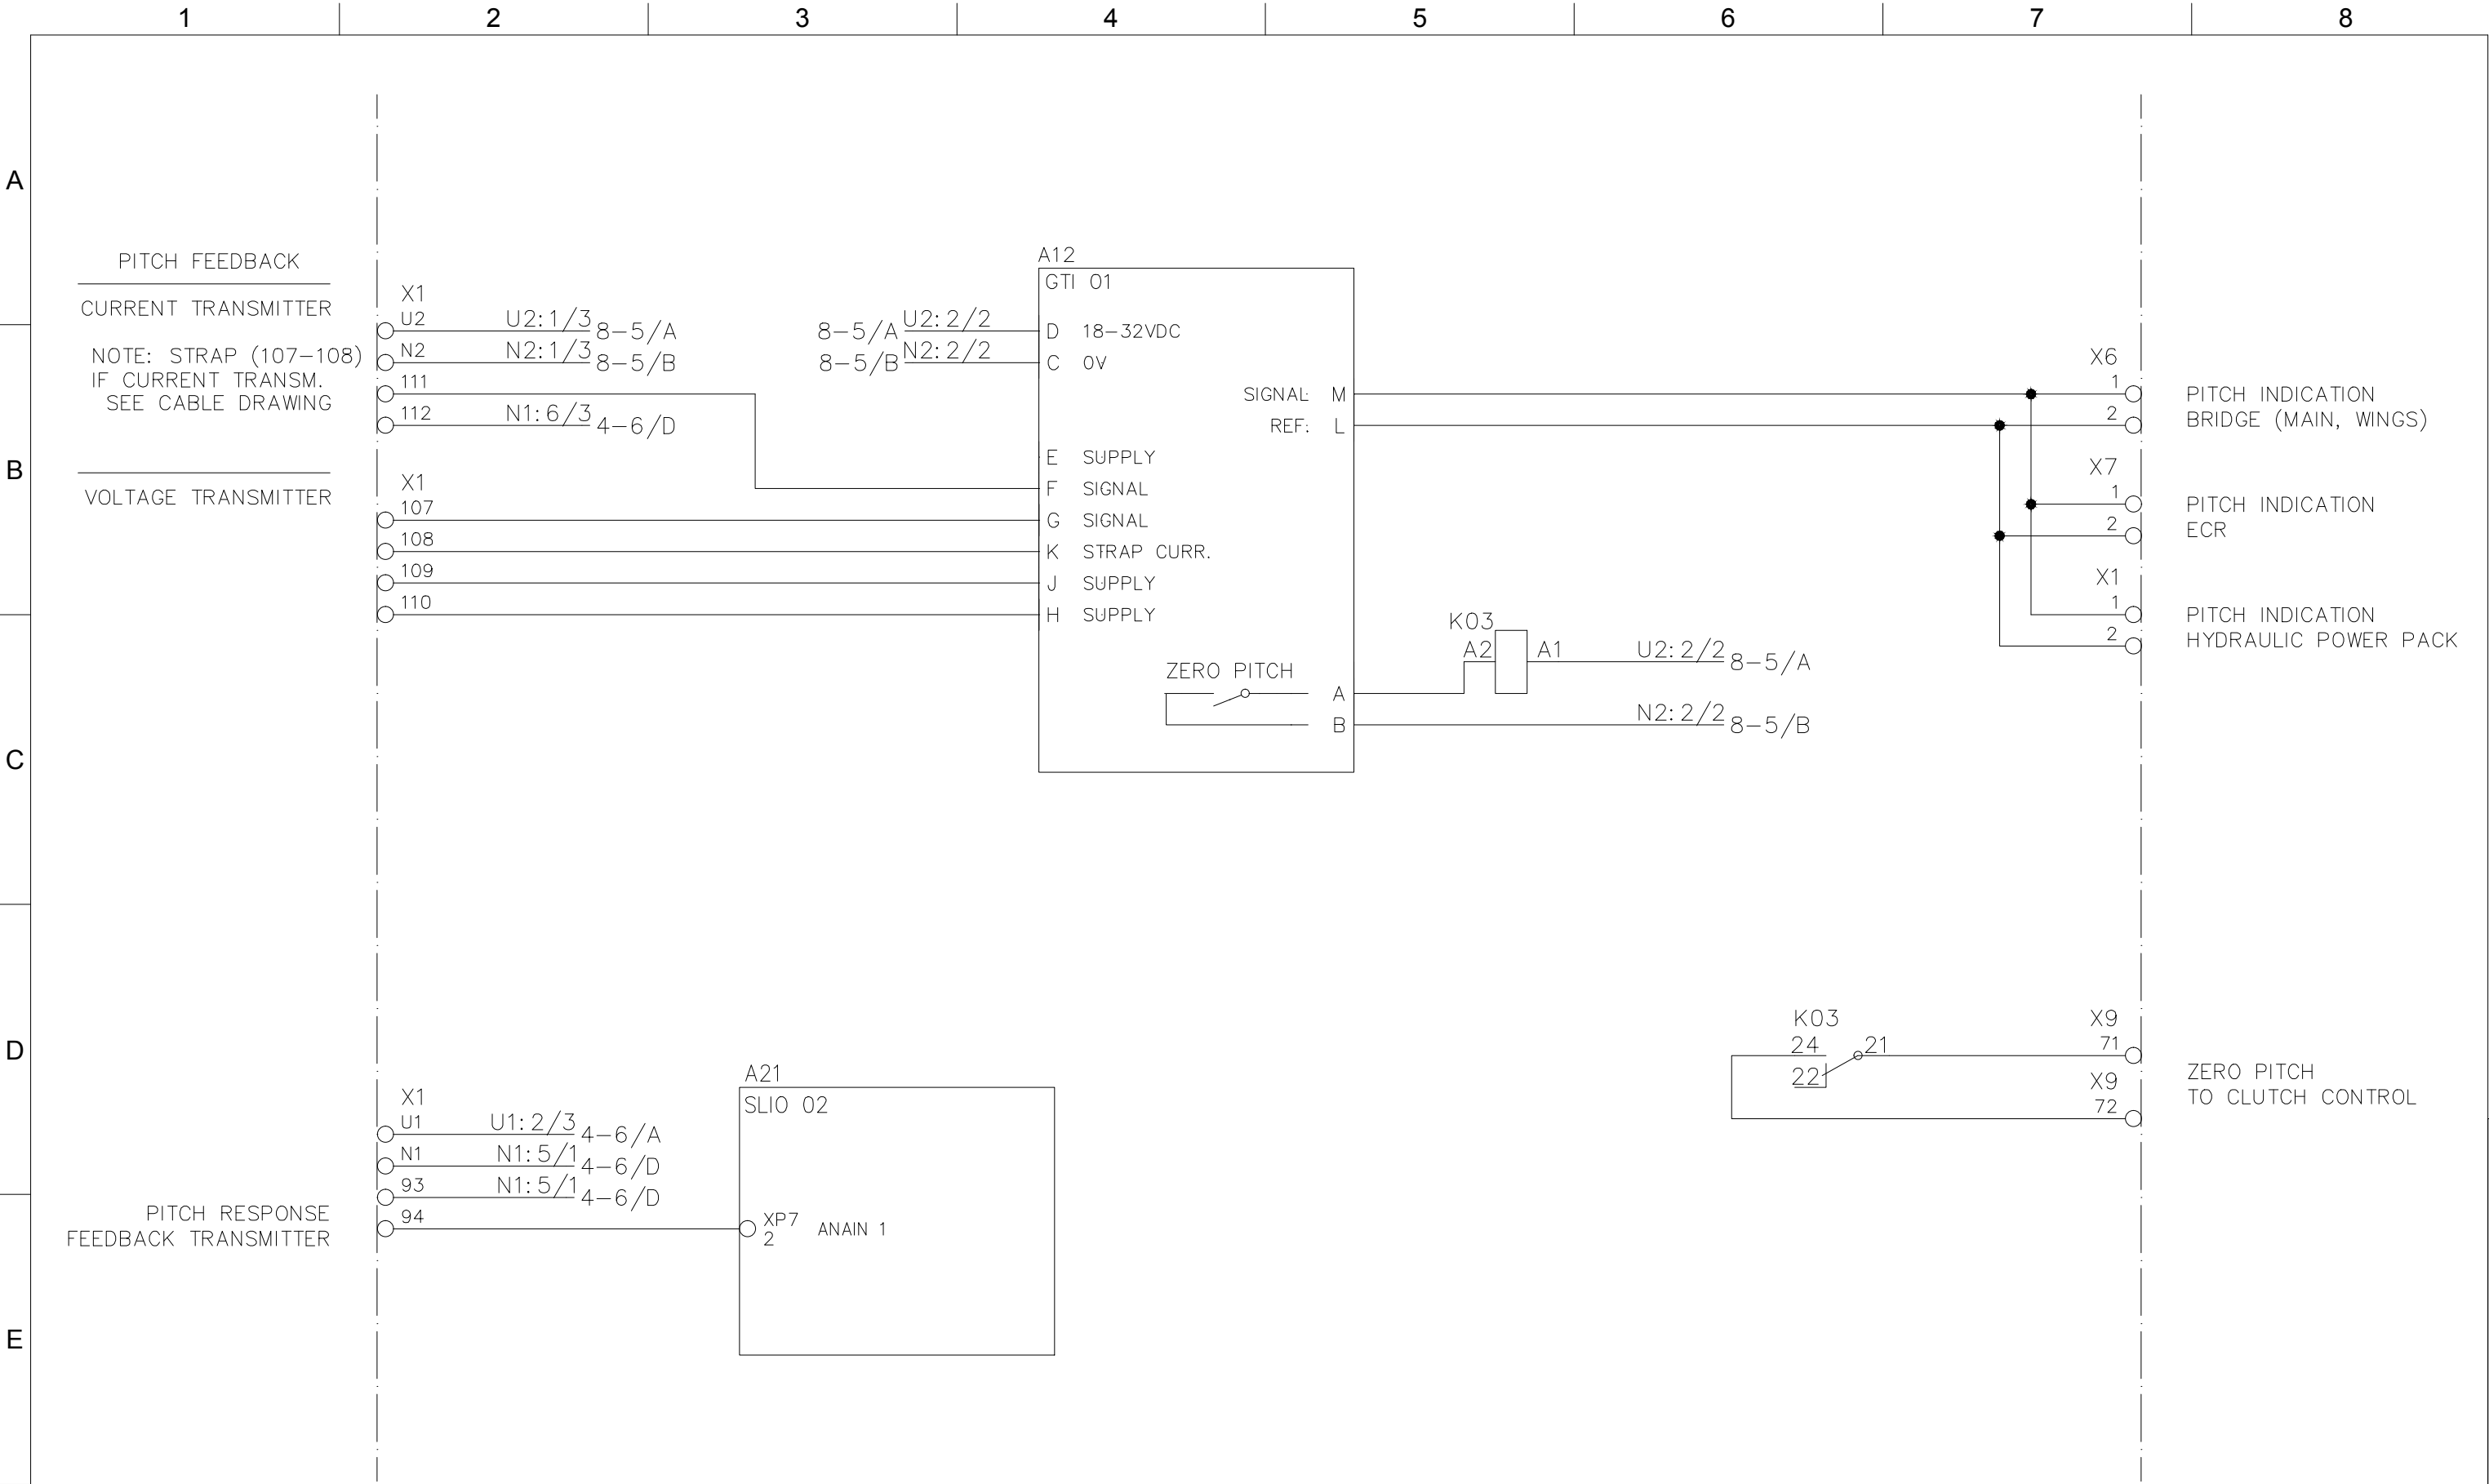 1 2 3 4 5 6 7 8
A
B
C
D
E
PITCH FEEDBACK
CURRENT TRANSMITTER
NOTE: STRAP (107-108)
IF CURRENT TRANSM.
SEE CABLE DRAWING
X1
U2 U2:1/3 8-5/A
N2 N2:1/3 8-5/B
111
112 N1:6/3 4-6/D
VOLTAGE TRANSMITTER
X1
107
108
109
110
8-5/A U2:2/2
8-5/B N2:2/2
A12
GTI 01
D 18-32VDC
C 0V
SIGNAL: M
REF: L
E SUPPLY
F SIGNAL
G SIGNAL
K STRAP CURR.
J SUPPLY
H SUPPLY
ZERO PITCH
A
B
K03
A2 A1 U2:2/2 8-5/A
N2:2/2 8-5/B
X6
1
2
PITCH INDICATION
BRIDGE (MAIN, WINGS)
X7
1
2
PITCH INDICATION
ECR
X1
1
2
PITCH INDICATION
HYDRAULIC POWER PACK
X1
U1 U1:2/3 4-6/A
N1 N1:5/1 4-6/D
93 N1:5/1 4-6/D
94
PITCH RESPONSE
FEEDBACK TRANSMITTER
A21
SLIO 02
XP7
2
ANAIN 1
K03
24 21
22
X9
71
X9
72
ZERO PITCH
TO CLUTCH CONTROL